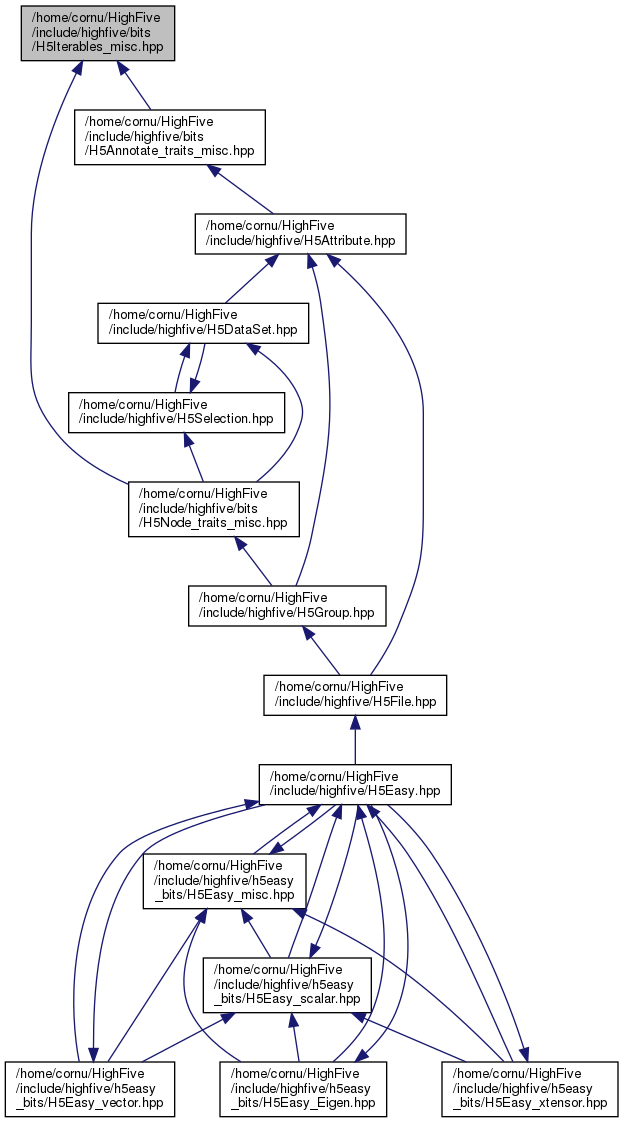 /home/cornu/HighFive
/include/highfive/bits
/H5Iterables_misc.hpp
/home/cornu/HighFive
/include/highfive/bits
/H5Annotate_traits_misc.hpp
/home/cornu/HighFive
/include/highfive/H5Attribute.hpp
/home/cornu/HighFive
/include/highfive/H5DataSet.hpp
/home/cornu/HighFive
/include/highfive/H5Selection.hpp
/home/cornu/HighFive
/include/highfive/bits
/H5Node_traits_misc.hpp
/home/cornu/HighFive
/include/highfive/H5Group.hpp
/home/cornu/HighFive
/include/highfive/H5File.hpp
/home/cornu/HighFive
/include/highfive/H5Easy.hpp
/home/cornu/HighFive
/include/highfive/h5easy
_bits/H5Easy_misc.hpp
/home/cornu/HighFive
/include/highfive/h5easy
_bits/H5Easy_scalar.hpp
/home/cornu/HighFive
/include/highfive/h5easy
_bits/H5Easy_vector.hpp
/home/cornu/HighFive
/include/highfive/h5easy
_bits/H5Easy_Eigen.hpp
/home/cornu/HighFive
/include/highfive/h5easy
_bits/H5Easy_xtensor.hpp